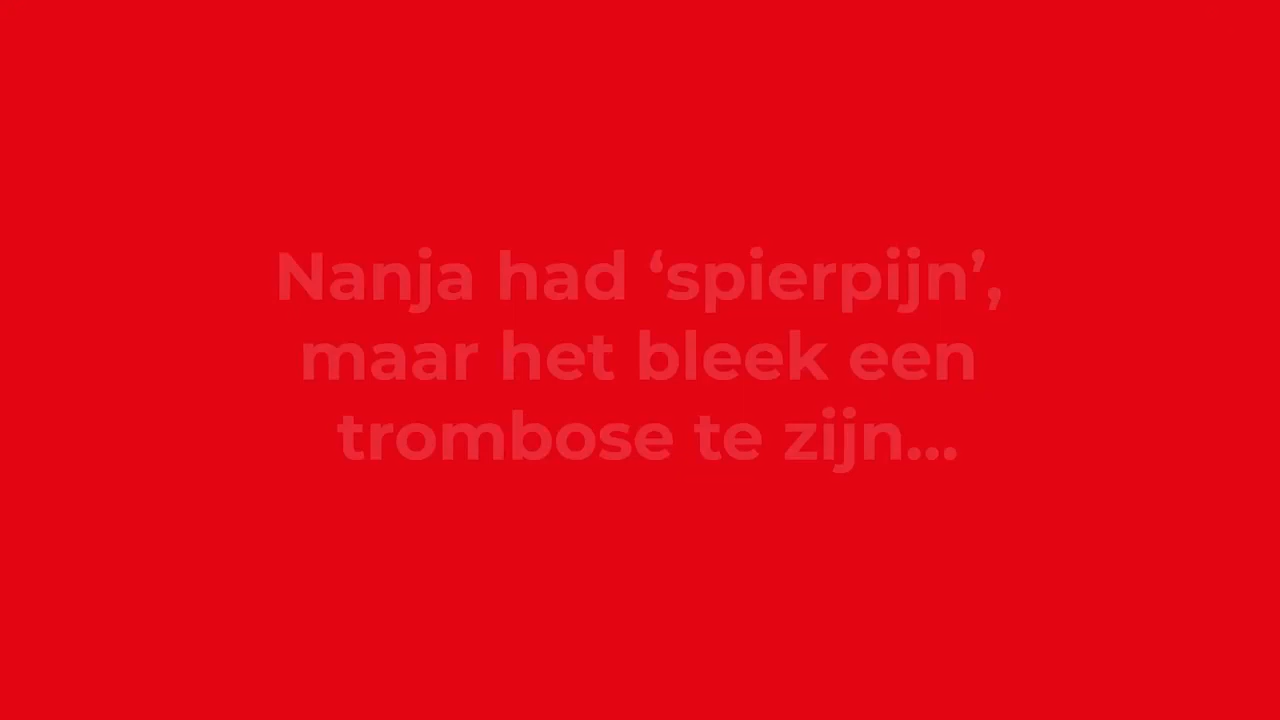 Nanja had ‘spierpijn’,
maar het bleek een
trombose te zijn...